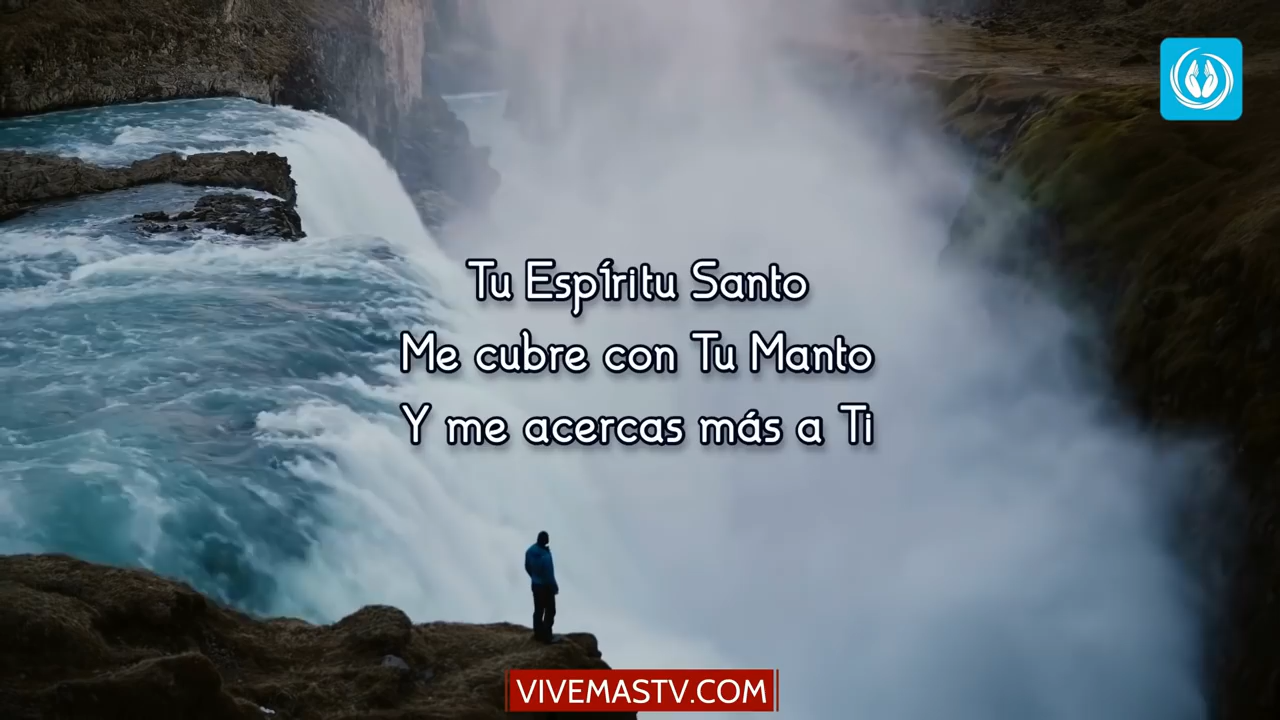 Tu Espíritu Santo
Me cubre con Tu Manto
Y me acercas más a Ti
VIVEMASTV.COM